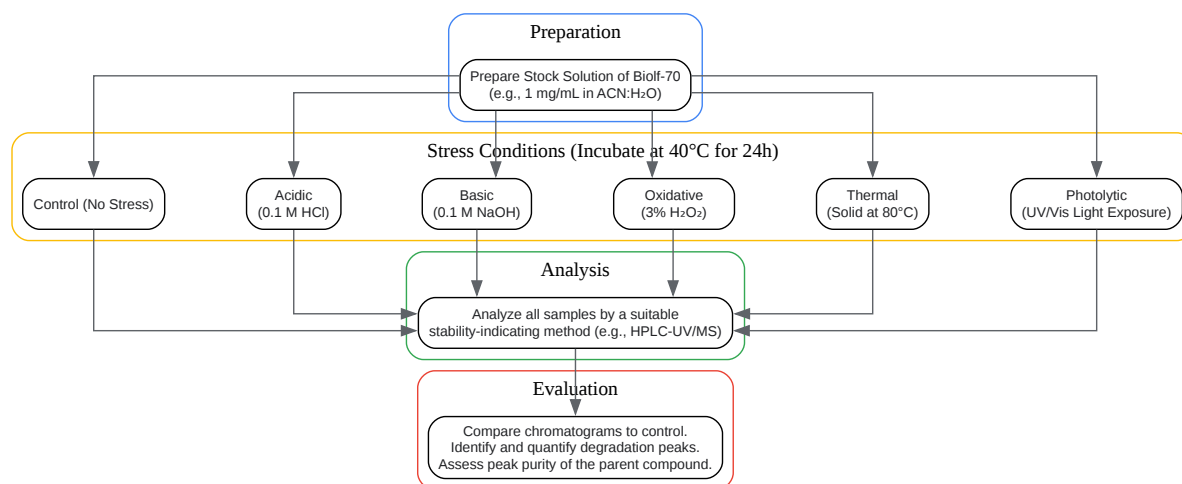 Preparation
Prepare Stock Solution of Biolf-70
(e.g., 1 mg/mL in ACN:H₂O)
Stress Conditions (Incubate at 40°C for 24h)
Control (No Stress)
Acidic
(0.1 M HCl)
Basic
(0.1 M NaOH)
Oxidative
(3% H₂O₂)
Thermal
(Solid at 80°C)
Photolytic
(UV/Vis Light Exposure)
Analysis
Analyze all samples by a suitable
stability-indicating method (e.g., HPLC-UV/MS)
Evaluation
Compare chromatograms to control.
Identify and quantify degradation peaks.
Assess peak purity of the parent compound.